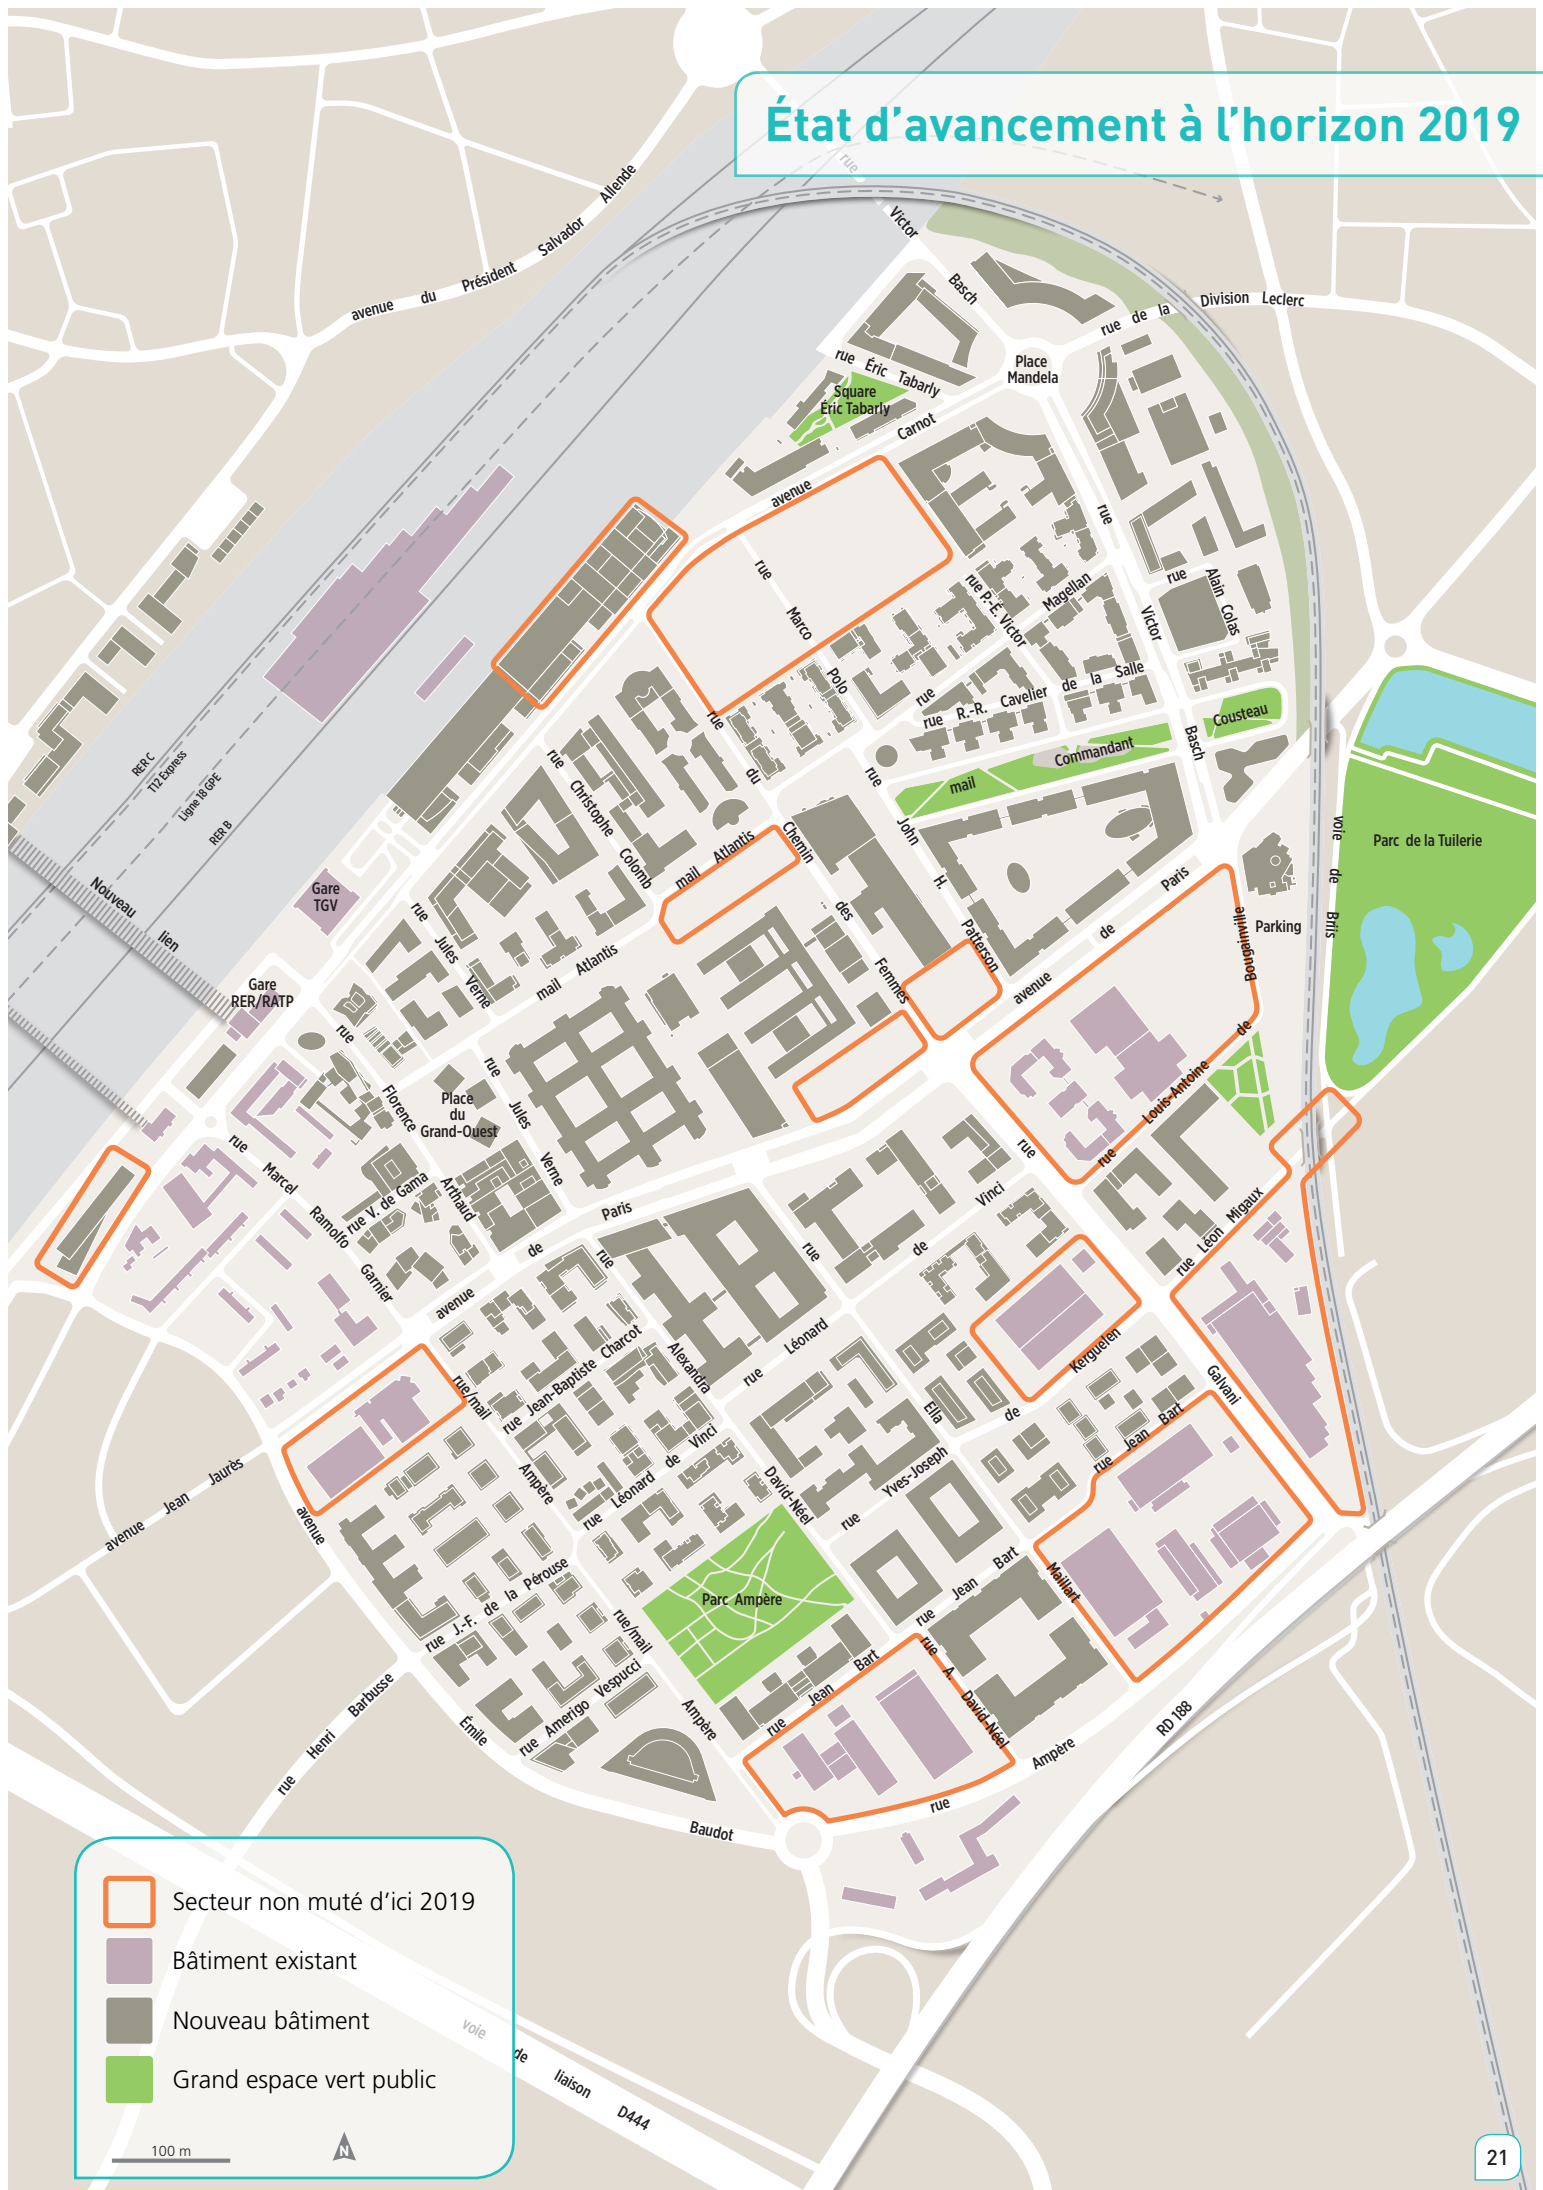 État d’avancement à l’horizon 2019
rue
Victor
Basch
avenue du Président Salvador Allende
rue de la Division Leclerc
Place
Mandela
rue Éric Tabarly
Square
Éric Tabarly
avenue Carnot
rue
Victor
Basch
rue Alain Colas
rue Marco
Polo
rue P.-É. Victor
rue Magellan
rue R.-R. Cavelier de la Salle
mail Commandant Cousteau
RER C
T12 Express
Ligne 18 GPE
RER B
Nouveau lien
Gare
TGV
Gare
RER/RATP
rue Christophe Colomb
rue du Chemin des Femmes
mail Atlantis
mail Atlantis
rue John H. Patterson
rue Jules Verne
rue Jules Verne
rue Florence Arthaud
Place
du
Grand-Ouest
rue V. de Gama
rue Marcel Ramolfo Garnier
avenue de Paris
avenue de Paris
Parking
voie de Briis
Parc de la Tuilerie
rue Louis-Antoine de Bougainville
rue Léon Migaux
rue Galvani
rue Léonard de Vinci
rue Ella Maillart
rue Alexandra David-Néel
rue Jean-Baptiste Charcot
rue/mail Ampère
rue Léonard de Vinci
rue Yves-Joseph de Kerguelen
rue Jean Bart
rue Jean Bart
rue Jean Bart
Parc Ampère
avenue Jean Jaurès
avenue Émile Baudot
rue J.-F. de la Pérouse
rue/mail Ampère
rue Amerigo Vespucci
rue Henri Barbusse
rue A. David-Néel
rue Ampère
RD 188
voie de liaison D444
Secteur non muté d’ici 2019
Bâtiment existant
Nouveau bâtiment
Grand espace vert public
100 m
N
21